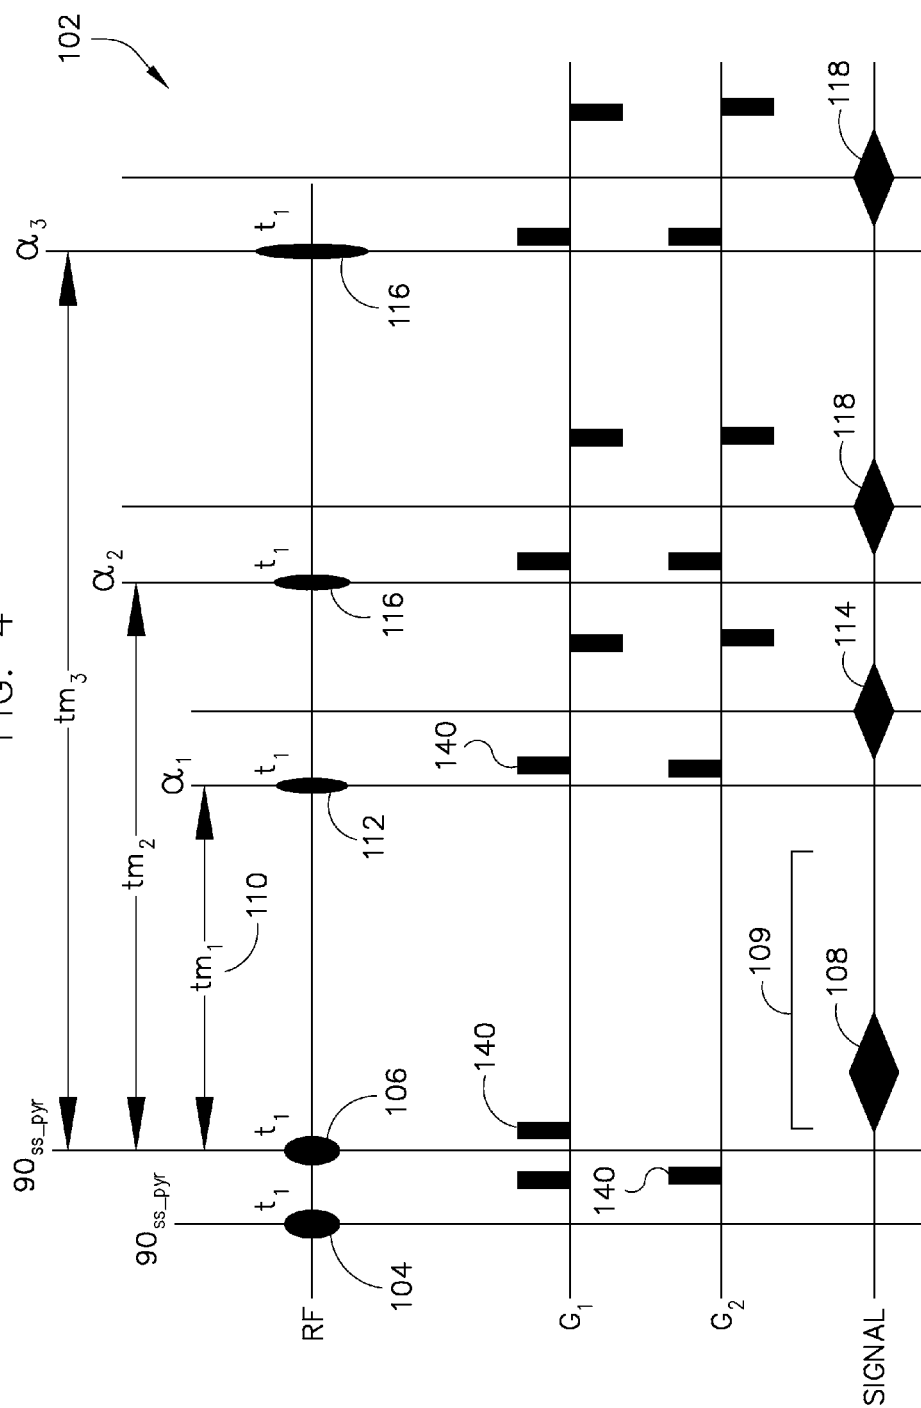 FIG. 4
102
90ss_pyr
90ss_pyr
tm3
tm2
tm1
110
α1
α2
α3
RF
t1
t1
t1
t1
t1
104
106
112
116
116
G1
140
140
G2
140
109
SIGNAL
108
114
118
118